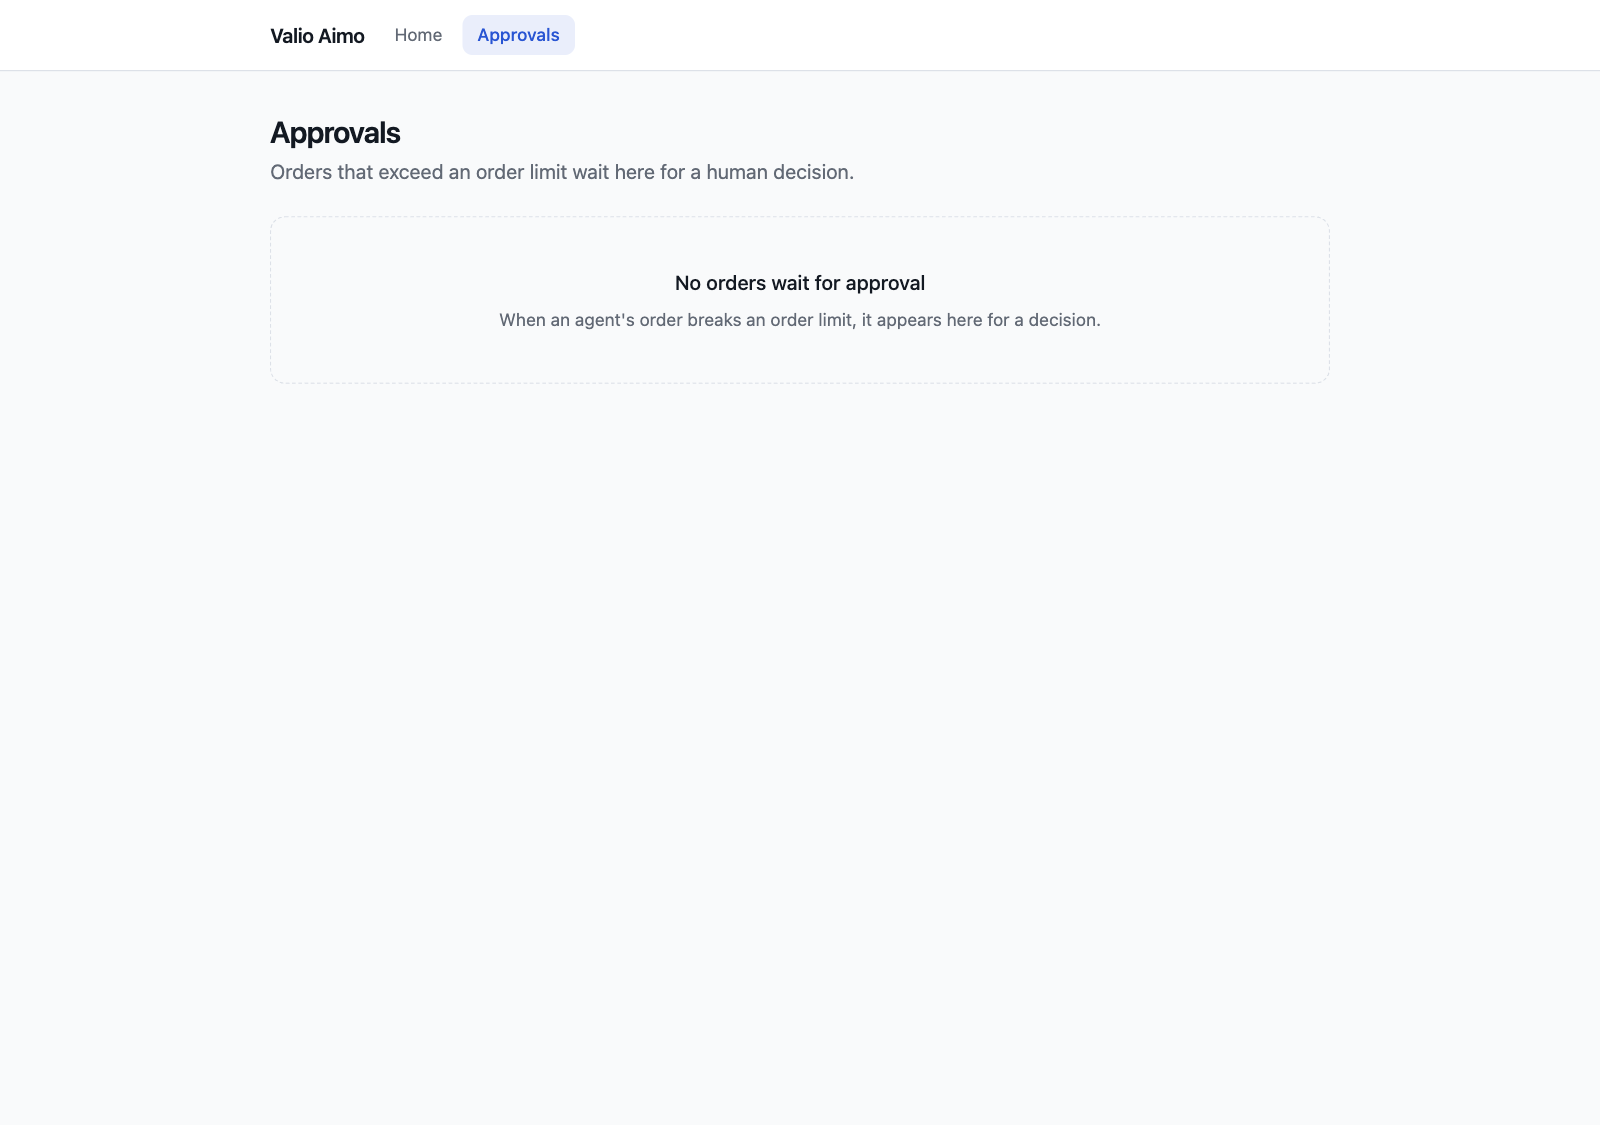 Valio Aimo
Home
Approvals
Approvals
Orders that exceed an order limit wait here for a human decision.
No orders wait for approval
When an agent's order breaks an order limit, it appears here for a decision.